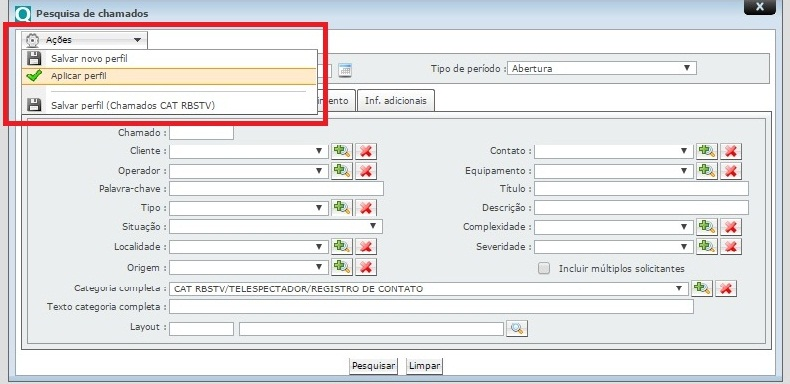 Pesquisa de chamados
X
Ações
Salvar novo perfil
Aplicar perfil
Salvar perfil (Chamados CAT RBSTV)
Tipo de período : Abertura
Inf. adicionais
Chamado :
Cliente : Contato :
Operador : Equipamento :
Palavra-chave : Título :
Tipo : Descrição :
Situação : Complexidade :
Localidade : Severidade :
Origem : Incluir múltiplos solicitantes
Categoria completa : CAT RBSTV/TELESPECTADOR/REGISTRO DE CONTATO
Texto categoria completa :
Layout :
Pesquisar Limpar